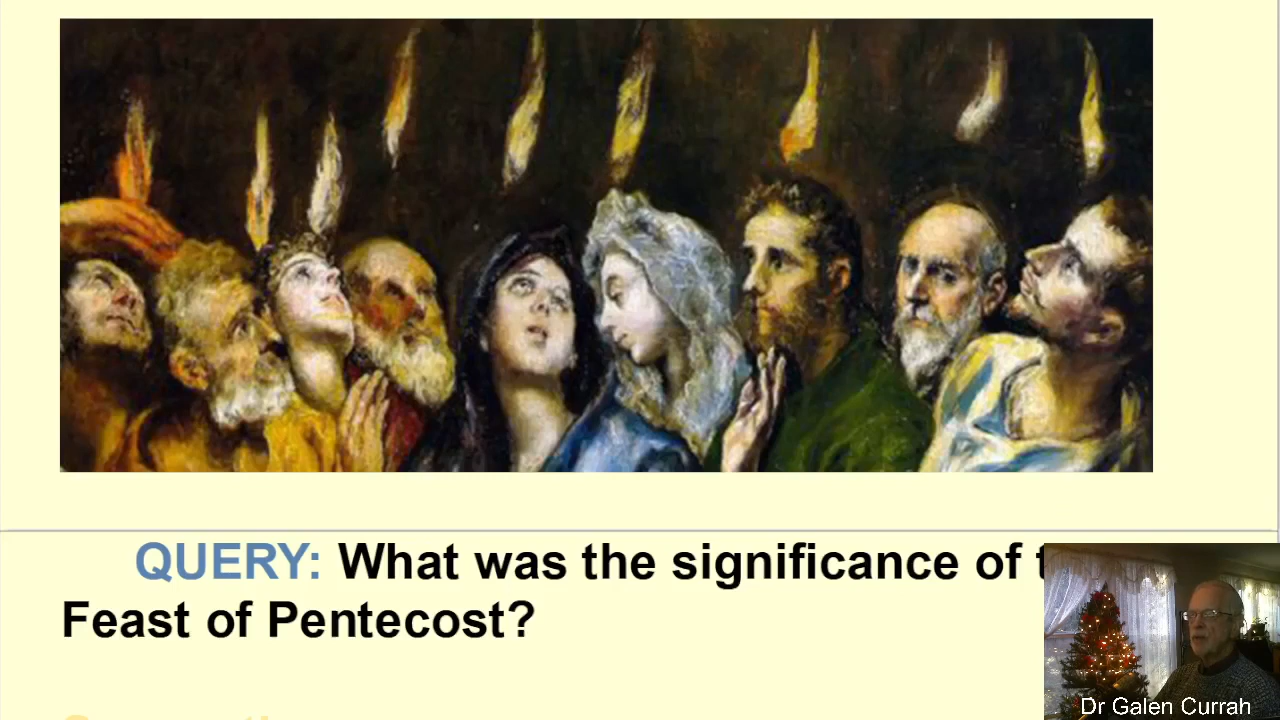 QUERY: What was the significance of
Feast of Pentecost?
Dr Galen Currah